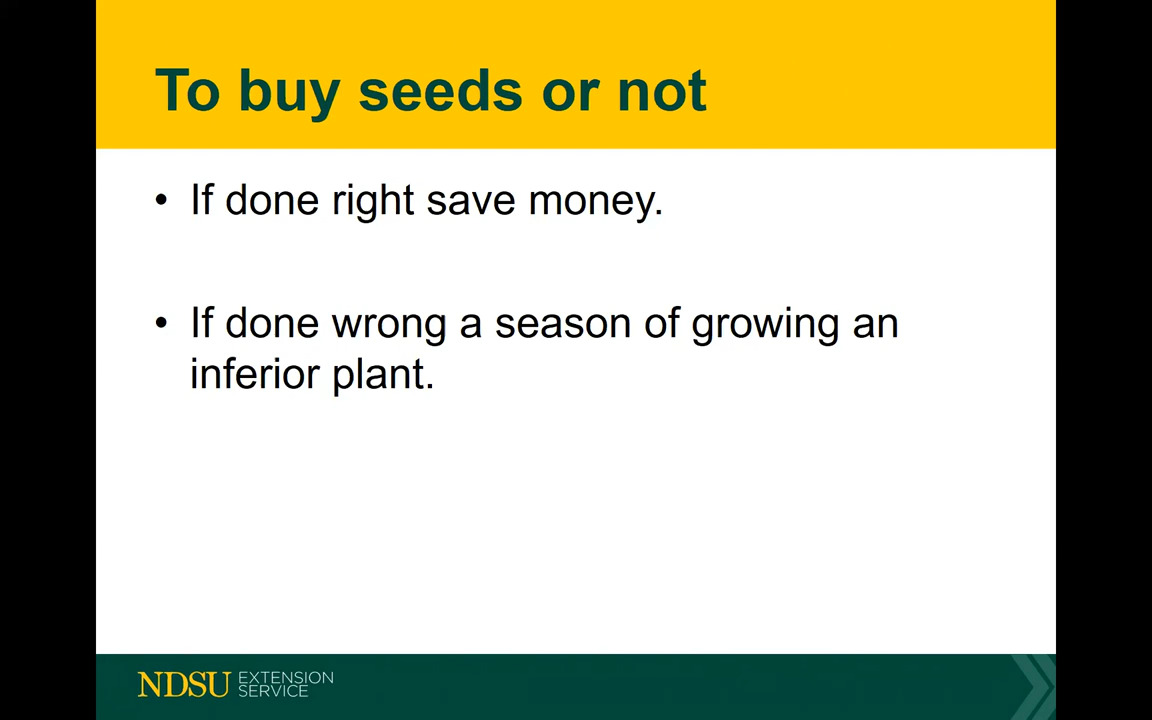 To buy seeds or not
• If done right save money.
• If done wrong a season of growing an
inferior plant.
NDSU EXTENSION
SERVICE